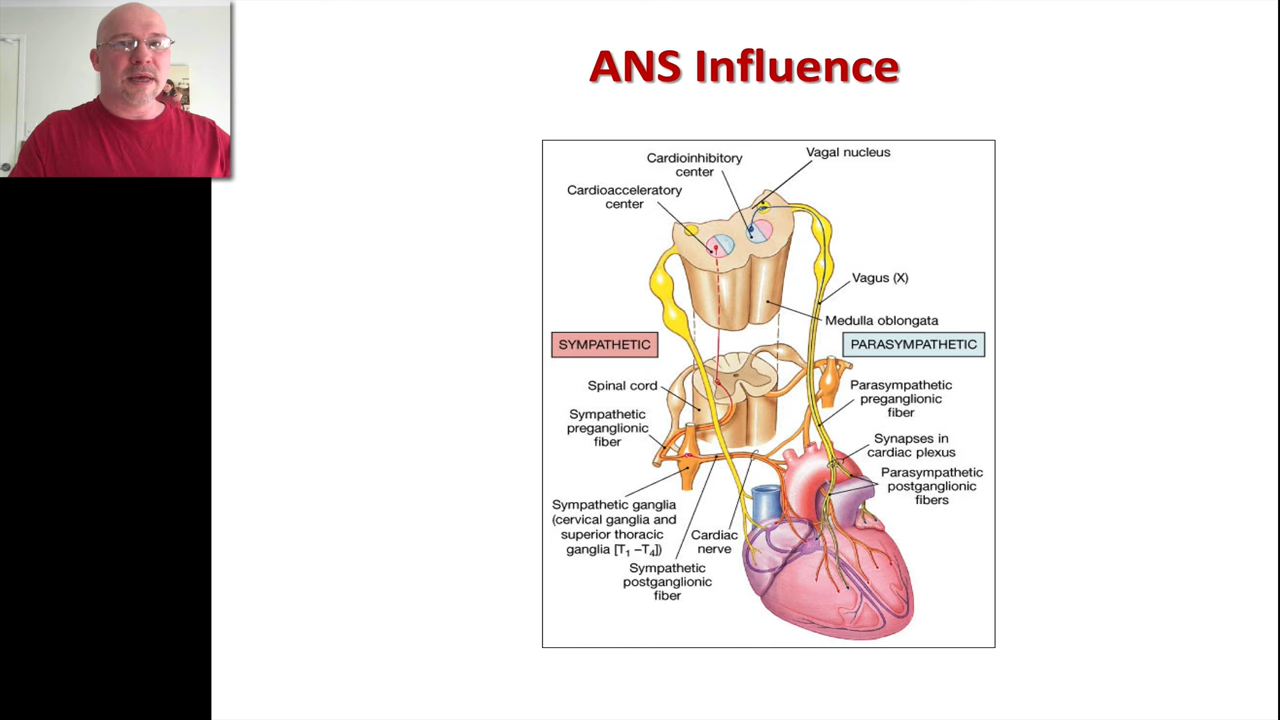 ANS Influence
Cardioinhibitory
center
Vagal nucleus
Cardioacceleratory
center
Vagus (X)
Medulla oblongata
SYMPATHETIC
PARASYMPATHETIC
Spinal cord
Parasympathetic
preganglionic
fiber
Sympathetic
preganglionic
fiber
Synapses in
cardiac plexus
Parasympathetic
postganglionic
fibers
Sympathetic ganglia
(cervical ganglia and
superior thoracic
ganglia [T1 –T4])
Cardiac
nerve
Sympathetic
postganglionic
fiber